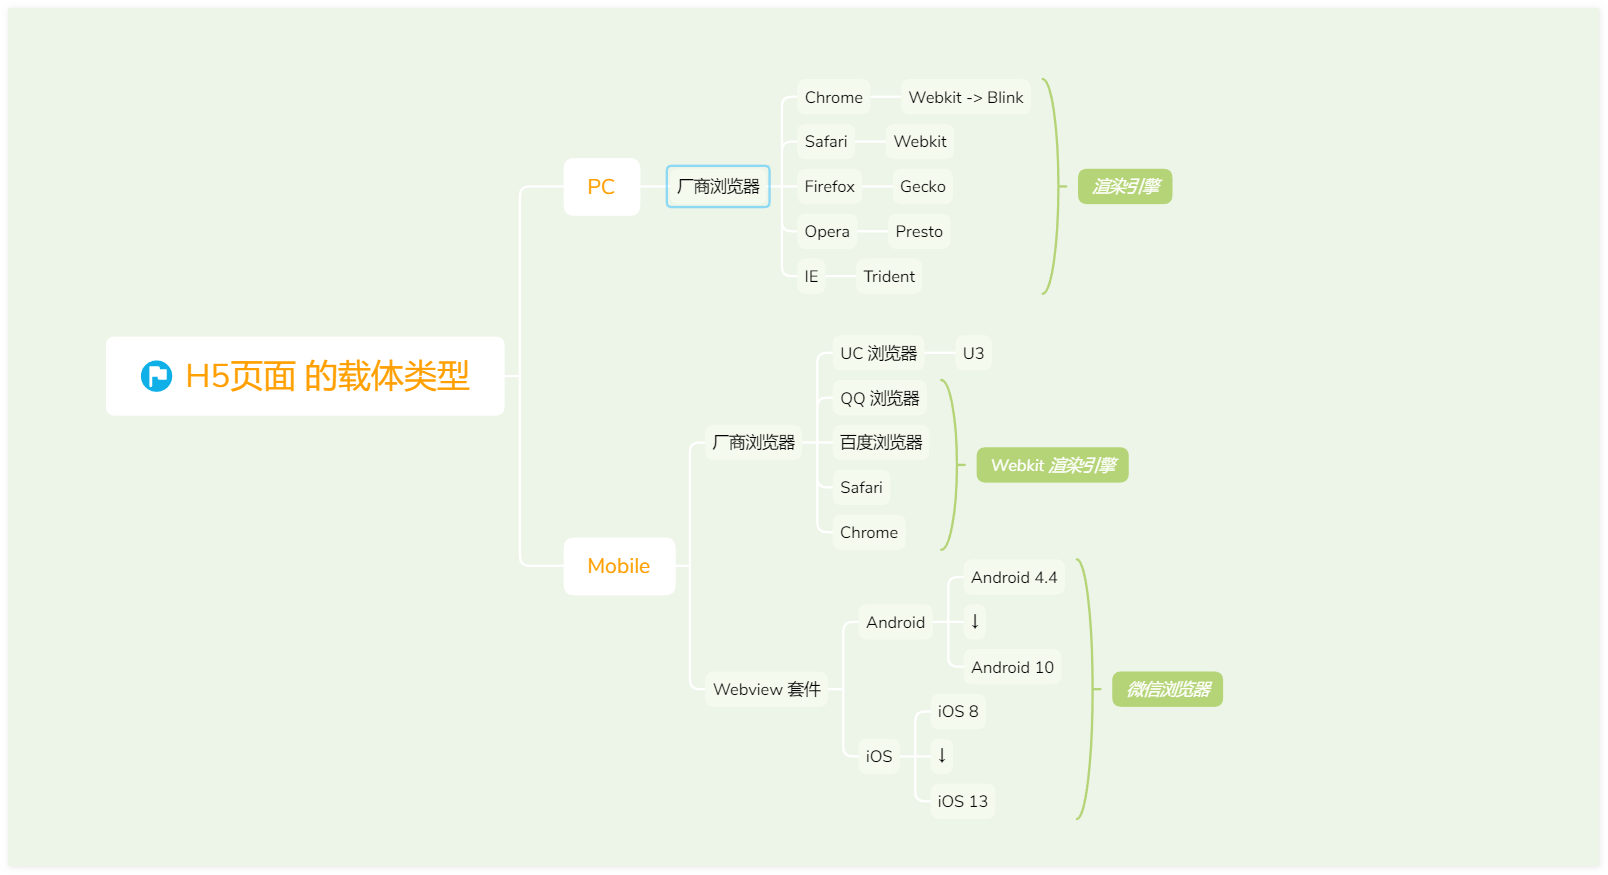 H5页面 的载体类型
PC
厂商浏览器
Chrome
Webkit -> Blink
Safari
Webkit
Firefox
Gecko
Opera
Presto
IE
Trident
渲染引擎
Mobile
厂商浏览器
UC 浏览器
U3
QQ 浏览器
百度浏览器
Safari
Chrome
Webkit 渲染引擎
Webview 套件
Android
Android 4.4
↓
Android 10
iOS
iOS 8
↓
iOS 13
微信浏览器